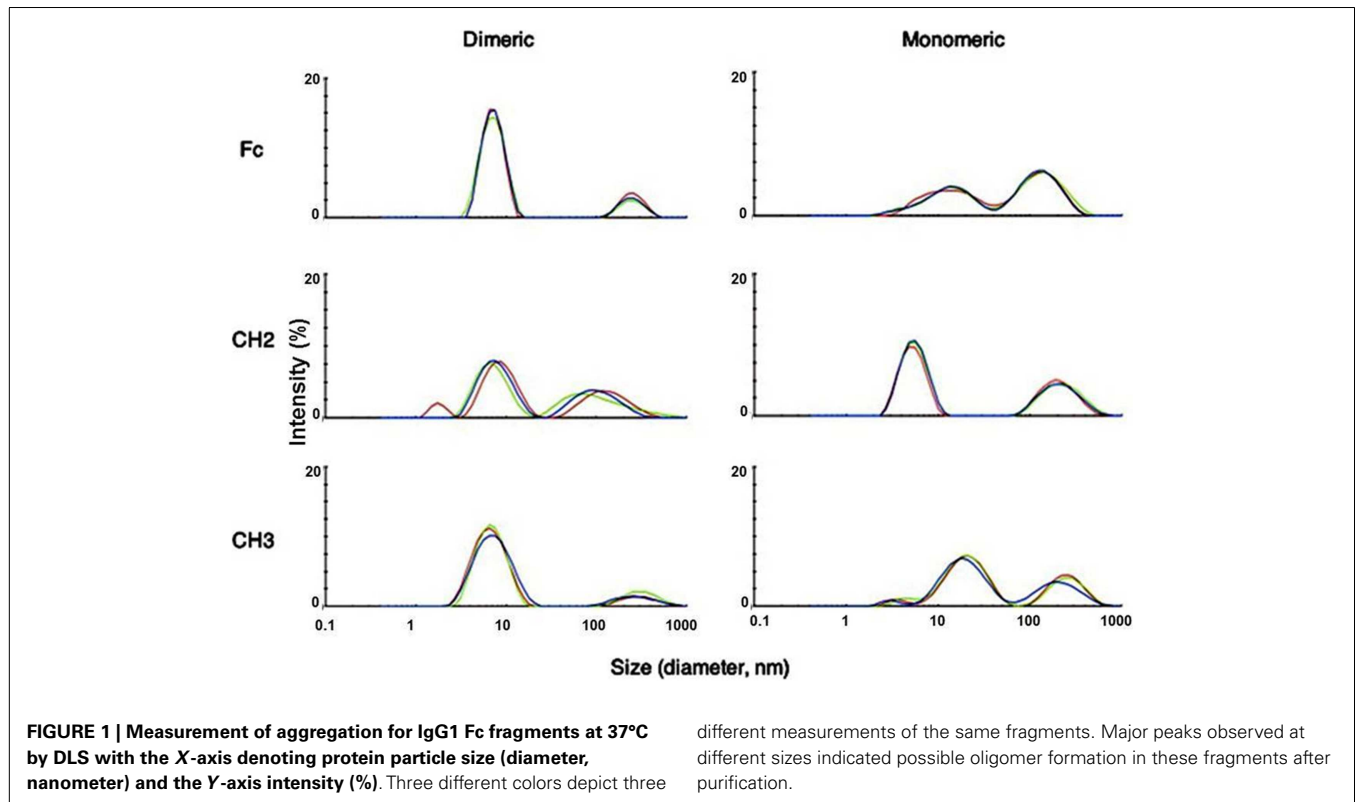 Dimeric
Monomeric
Fc
20
0
20
0
CH2
Intensity (%)
20
0
20
0
CH3
20
0
20
0
0.1 1 10 100 1000
0.1 1 10 100 1000
Size (diameter, nm)
FIGURE 1 | Measurement of aggregation for IgG1 Fc fragments at 37°C
by DLS with the X-axis denoting protein particle size (diameter,
nanometer) and the Y-axis intensity (%). Three different colors depict three
different measurements of the same fragments. Major peaks observed at
different sizes indicated possible oligomer formation in these fragments after
purification.